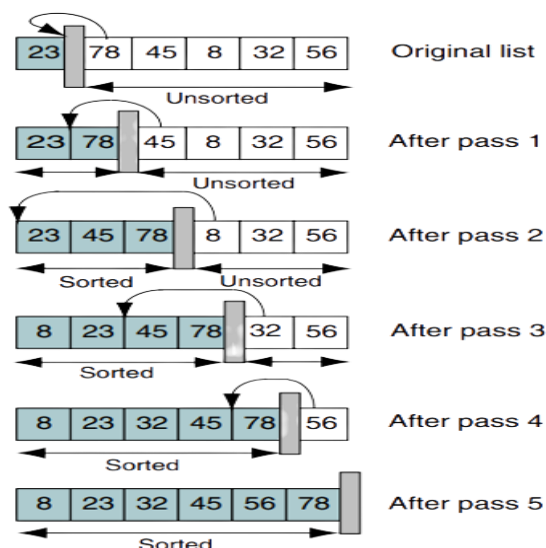 23 78 45 8 32 56 Original list
Unsorted
23 78 45 8 32 56 After pass 1
Unsorted
23 45 78 8 32 56 After pass 2
Sorted Unsorted
8 23 45 78 32 56 After pass 3
Sorted
8 23 32 45 78 56 After pass 4
Sorted
8 23 32 45 56 78 After pass 5
Sorted